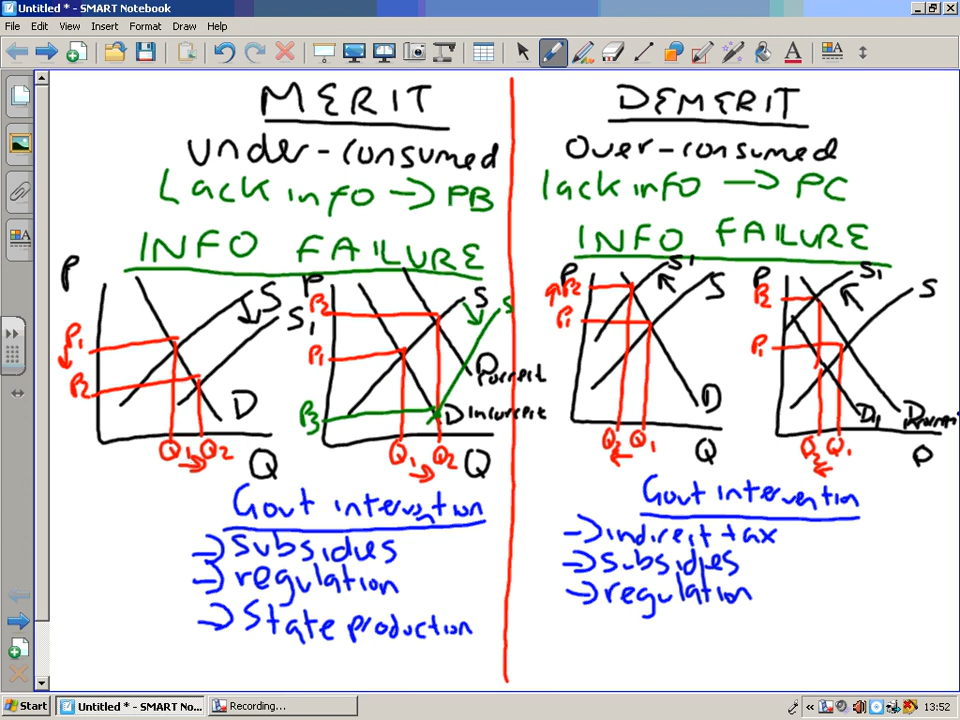 Untitled * - SMART Notebook
File Edit View Insert Format Draw Help
MERIT
under-consumed
Lack info → PB
INFO FAILURE
P
S
S1
P1
P2
D
Q1 Q2
Q
P
P2
S
S
P1
D correct
P3
D incorrect
Q1 Q2
Q
Govt intervention
→ subsidies
→ regulation
→ State production
DEMERIT
over-consumed
lack info → PC
INFO FAILURE
P
S1
P2
S
P1
D
Q2 Q1
Q
P
S1
P2
S
P1
D1
D
Q2 Q1
Govt intervention
→ indirect tax
→ subsidies
→ regulation
Start
Untitled * - SMART No...
Recording...
13:52